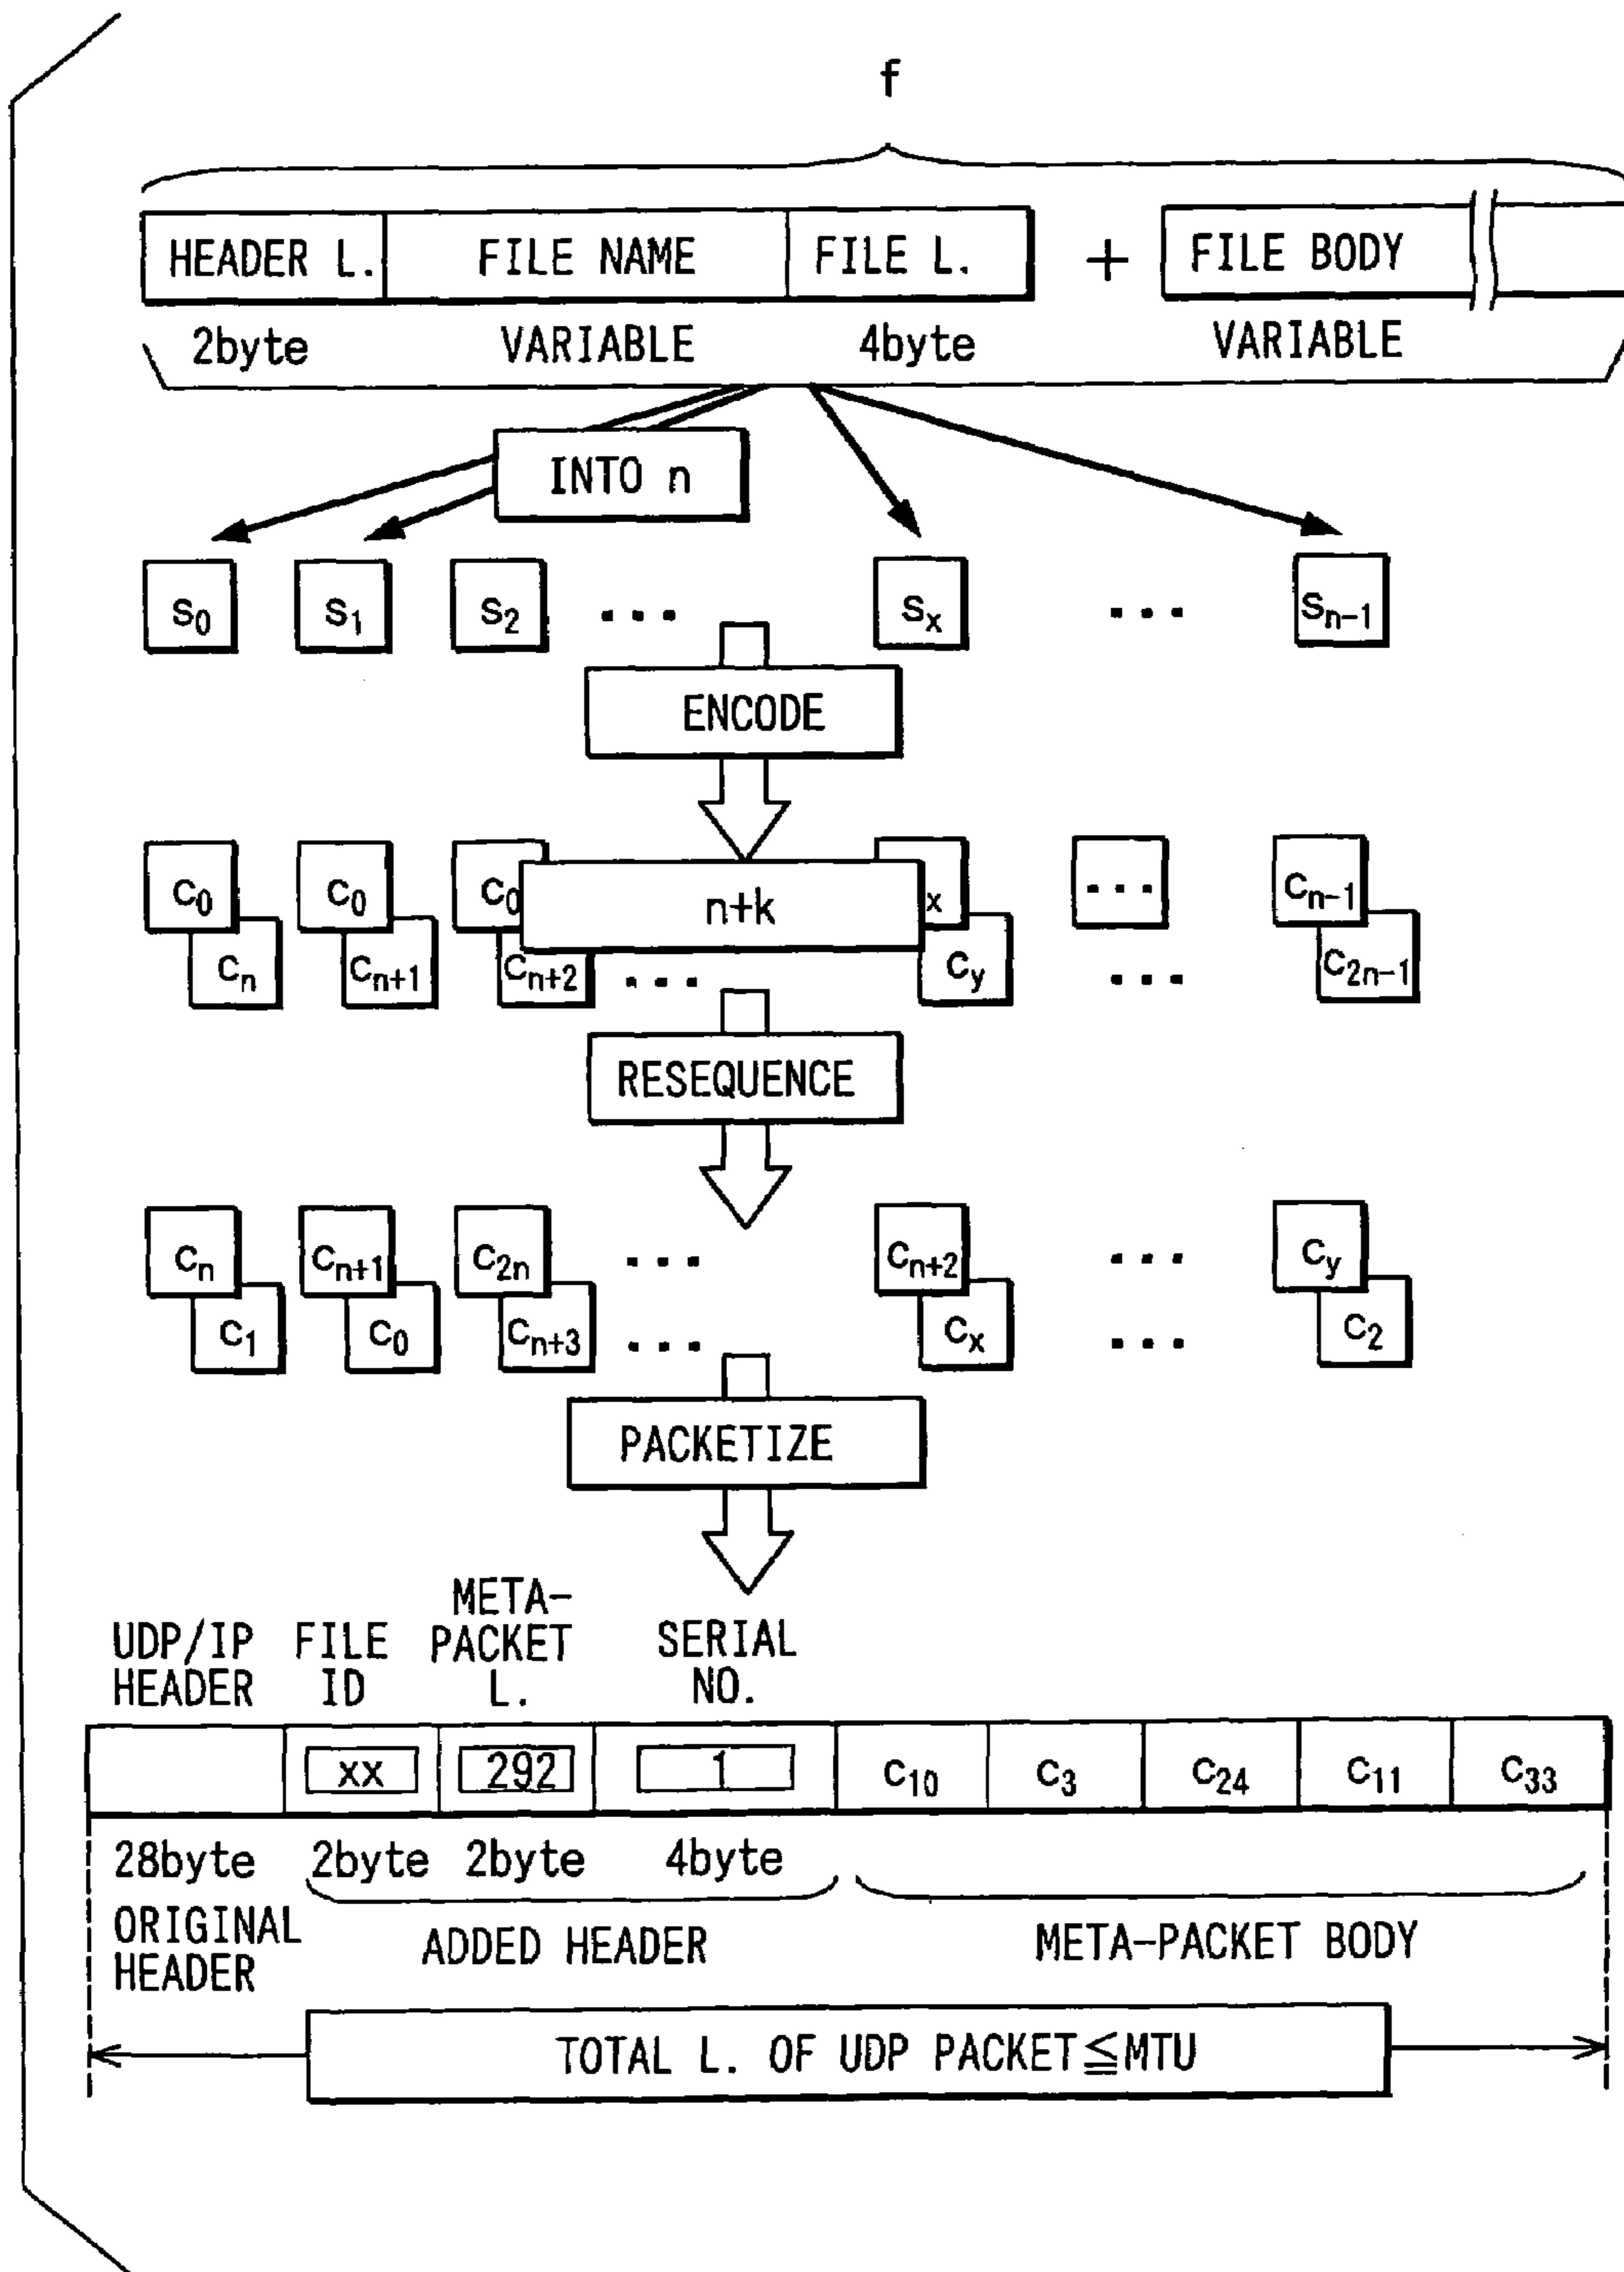 f
HEADER L. FILE NAME FILE L. + FILE BODY
2byte VARIABLE 4byte VARIABLE
INTO n
S0 S1 S2 ... Sx ... Sn-1
ENCODE
C0 C0 C0 n+k x ... Cn-1
Cn Cn+1 Cn+2 ... Cy ... C2n-1
RESEQUENCE
Cn Cn+1 C2n ... Cn+2 ... Cy
C1 C0 Cn+3 ... Cx ... C2
PACKETIZE
UDP/IP HEADER FILE ID META-PACKET L. SERIAL NO.
xx 292 1 C10 C3 C24 C11 C33
28byte 2byte 2byte 4byte
ORIGINAL HEADER ADDED HEADER META-PACKET BODY
TOTAL L. OF UDP PACKET≦MTU